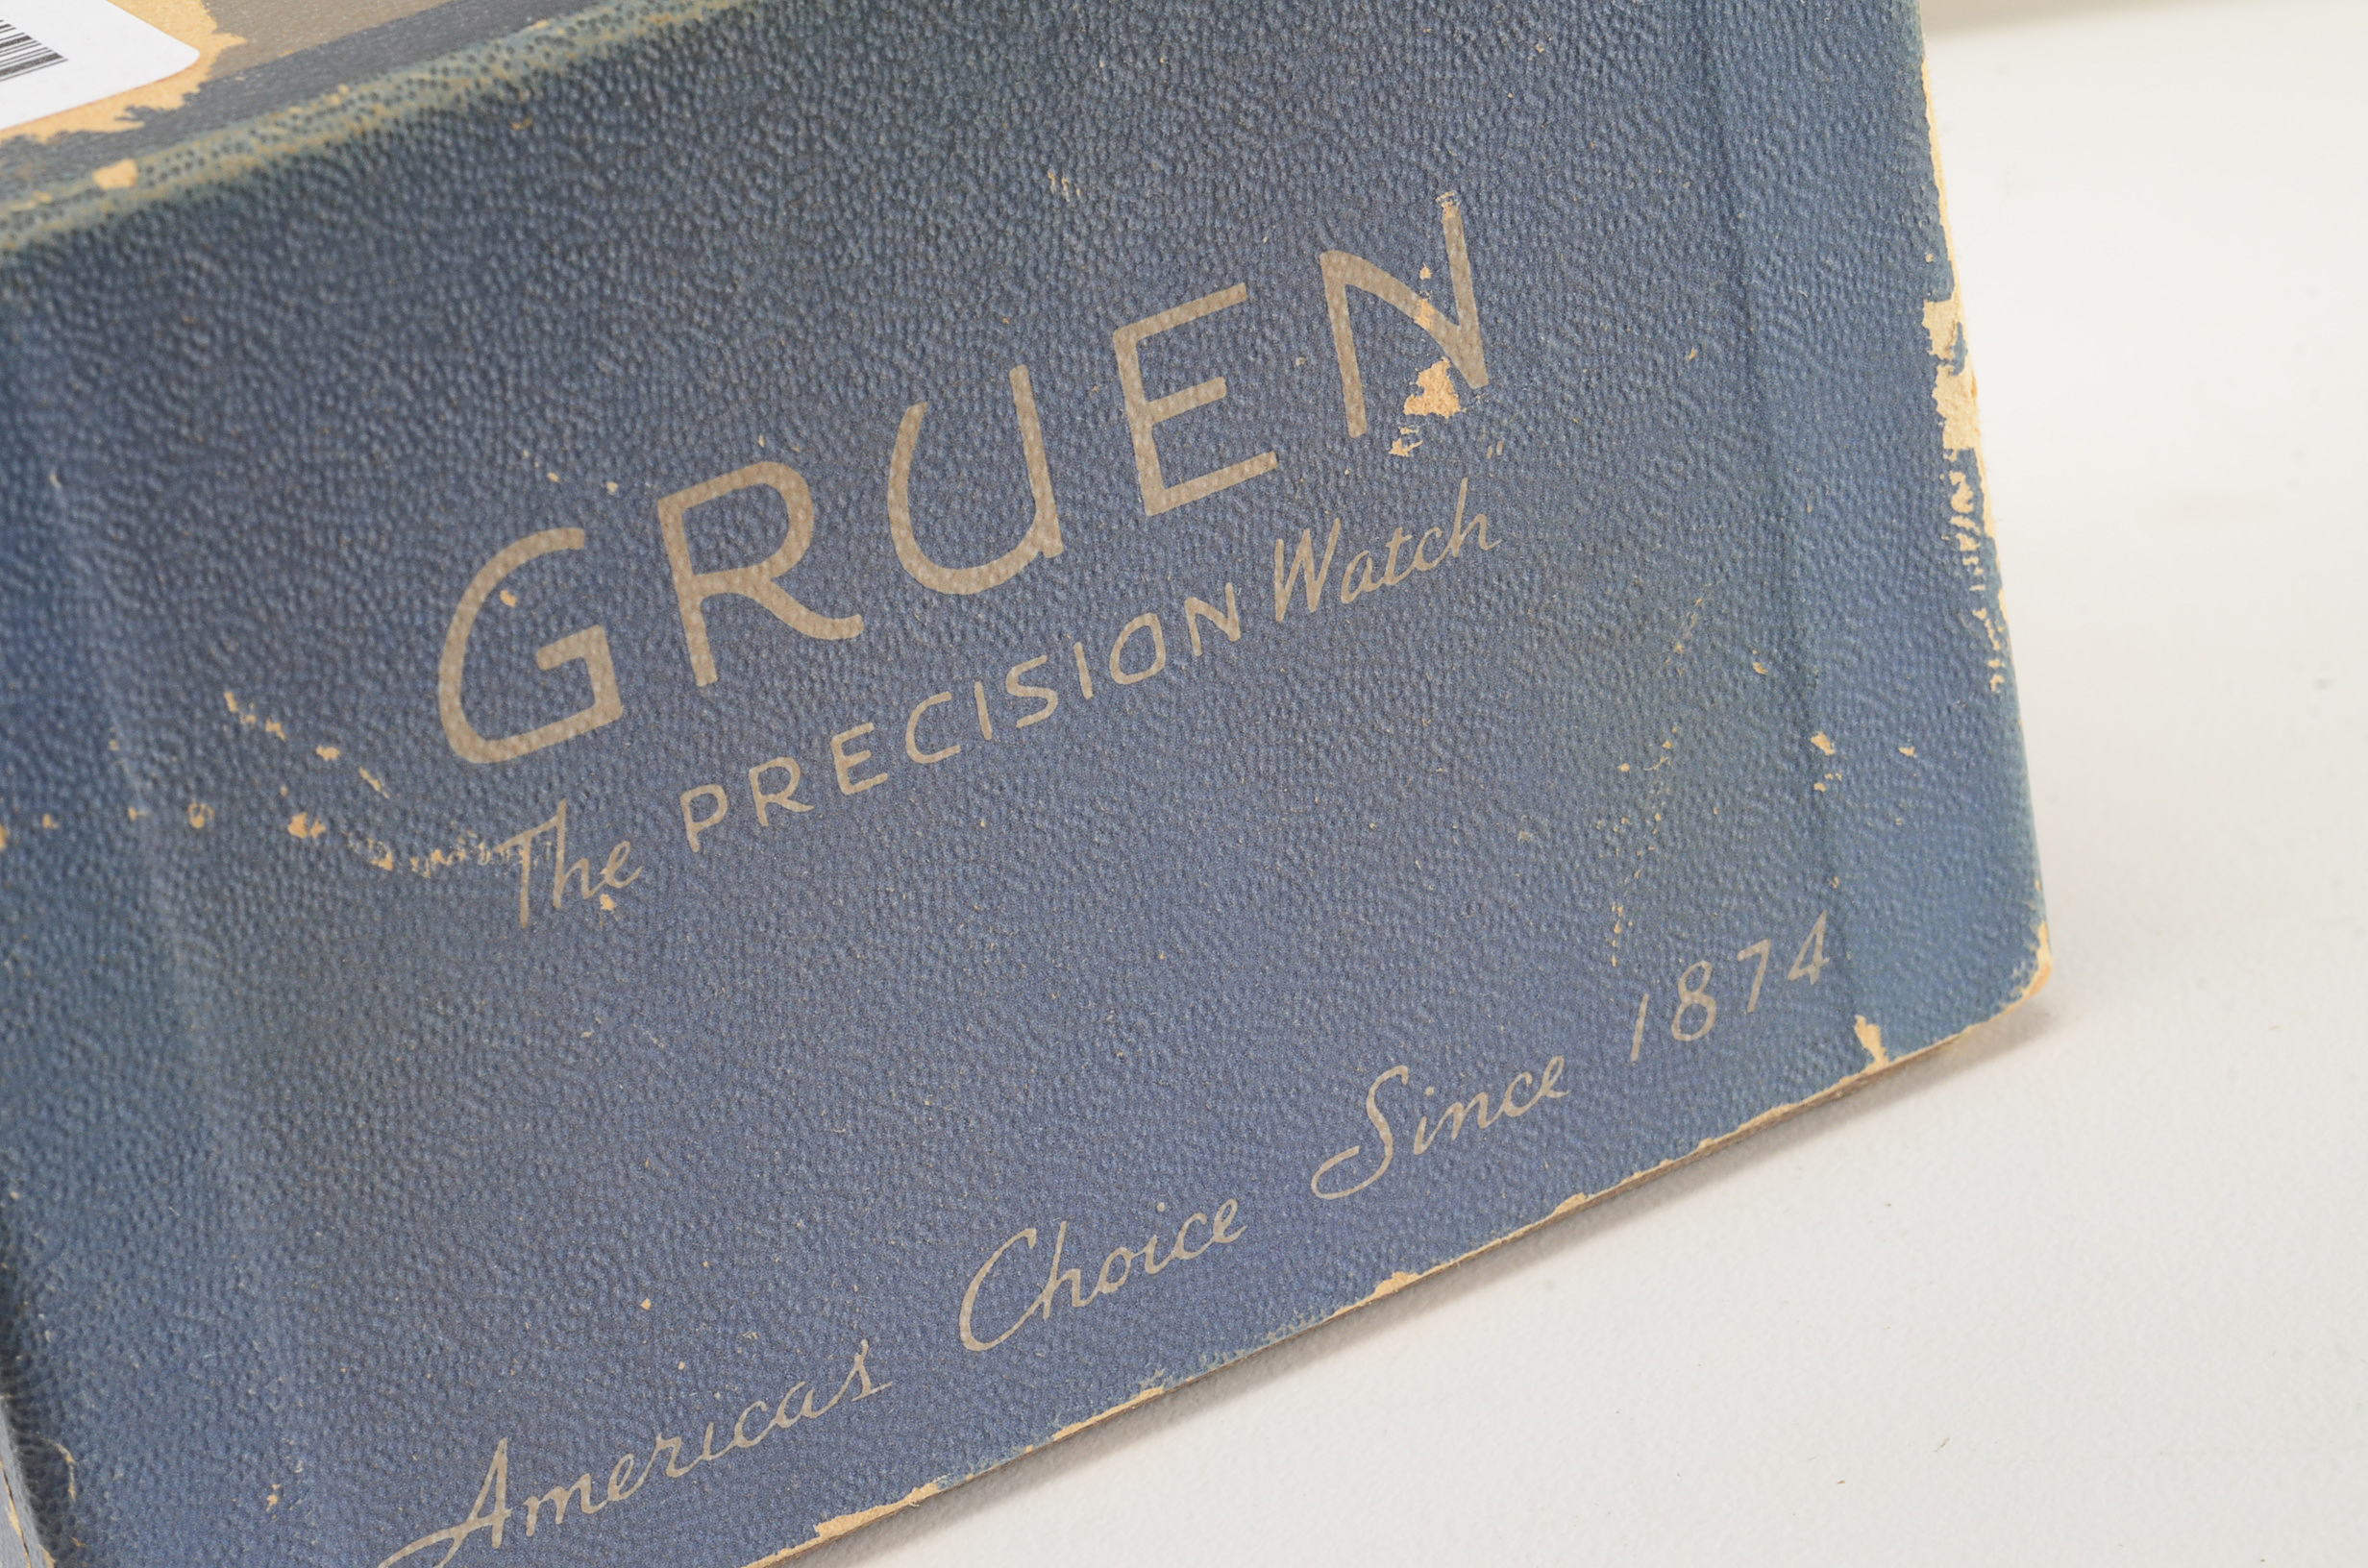 GRUEN
The PRECISION Watch"
Americas Choice Since 1874